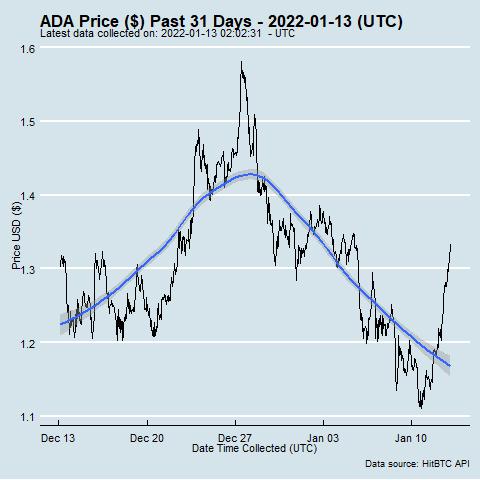 ADA Price ($) Past 31 Days - 2022-01-13 (UTC)
Latest data collected on: 2022-01-13 02:02:31 - UTC
1.6
1.5
1.4
1.3
1.2
1.1
Price USD ($)
Dec 13 Dec 20 Dec 27 Jan 03 Jan 10
Date Time Collected (UTC)
Data source: HitBTC API